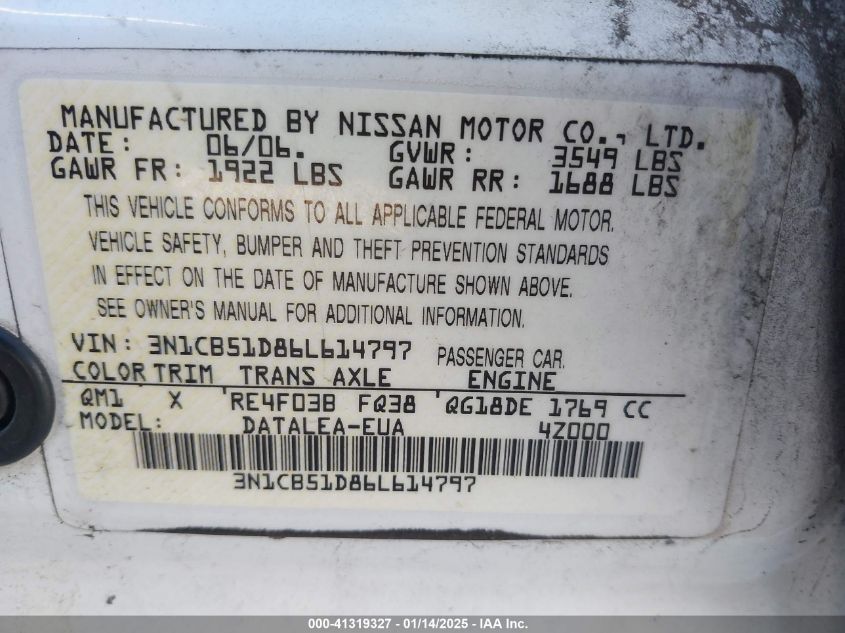 MANUFACTURED BY NISSAN MOTOR CO., LTD.
DATE: 06/06. GVWR: 3549 LBS
GAWR FR: 1922 LBS GAWR RR: 1688 LBS
THIS VEHICLE CONFORMS TO ALL APPLICABLE FEDERAL MOTOR.
VEHICLE SAFETY, BUMPER AND THEFT PREVENTION STANDARDS
IN EFFECT ON THE DATE OF MANUFACTURE SHOWN ABOVE.
SEE OWNER'S MANUAL FOR ADDITIONAL INFORMATION.
VIN: 3N1CB51D86L614797 PASSENGER CAR.
COLOR TRIM TRANS AXLE ENGINE
QM1 X 'RE4F03B FQ38 'QG18DE 1769 CC
MODEL: DATALEA-EUA 4Z000
3N1CB51D86L614797
000-41319327 - 01/14/2025 - IAA Inc.